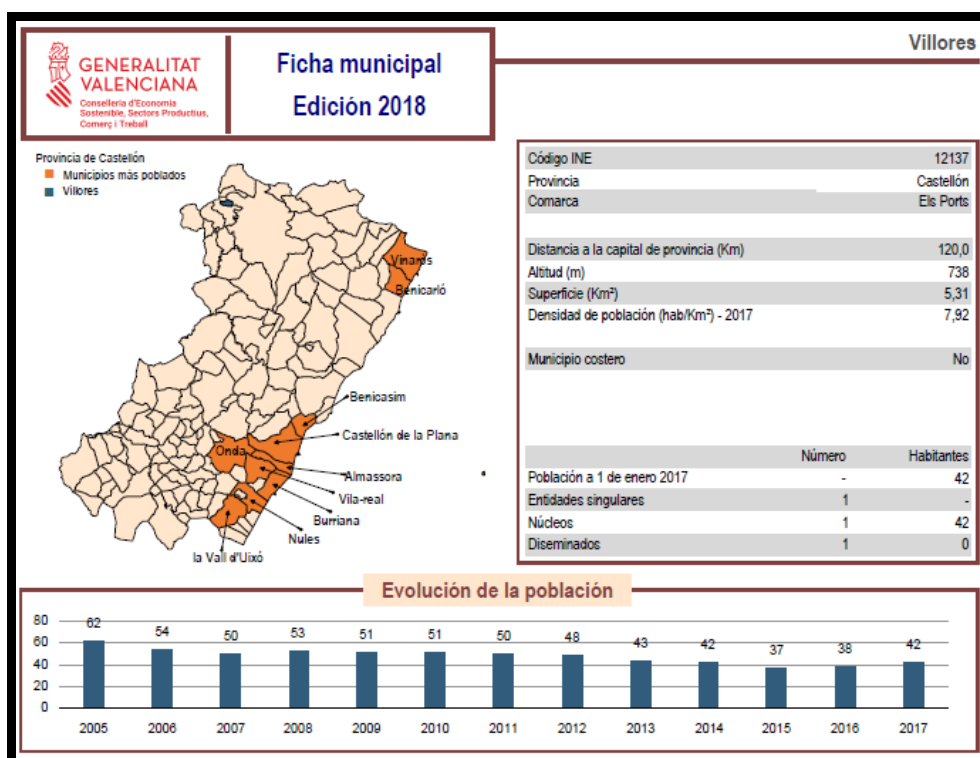 Villores
GENERALITAT
VALENCIANA
Conselleria d'Economia
Sostenible, Sectors Productius,
Comerç i Treball
Ficha municipal
Edición 2018
Provincia de Castellón
Municipios más poblados
Villores
Vinaròs
Benicarló
Benicasim
Castellón de la Plana
Onda
Almassora
Vila-real
Burriana
Nules
la Vall d'Uixó
Código INE 12137
Provincia Castellón
Comarca Els Ports
Distancia a la capital de provincia (Km) 120,0
Altitud (m) 738
Superficie (Km²) 5,31
Densidad de población (hab/Km²) - 2017 7,92
Municipio costero No
Número Habitantes
Población a 1 de enero 2017 - 42
Entidades singulares 1 -
Núcleos 1 42
Diseminados 1 0
Evolución de la población
80
60
40
20
0
62 54 50 53 51 51 50 48 43 42 37 38 42
2005 2006 2007 2008 2009 2010 2011 2012 2013 2014 2015 2016 2017